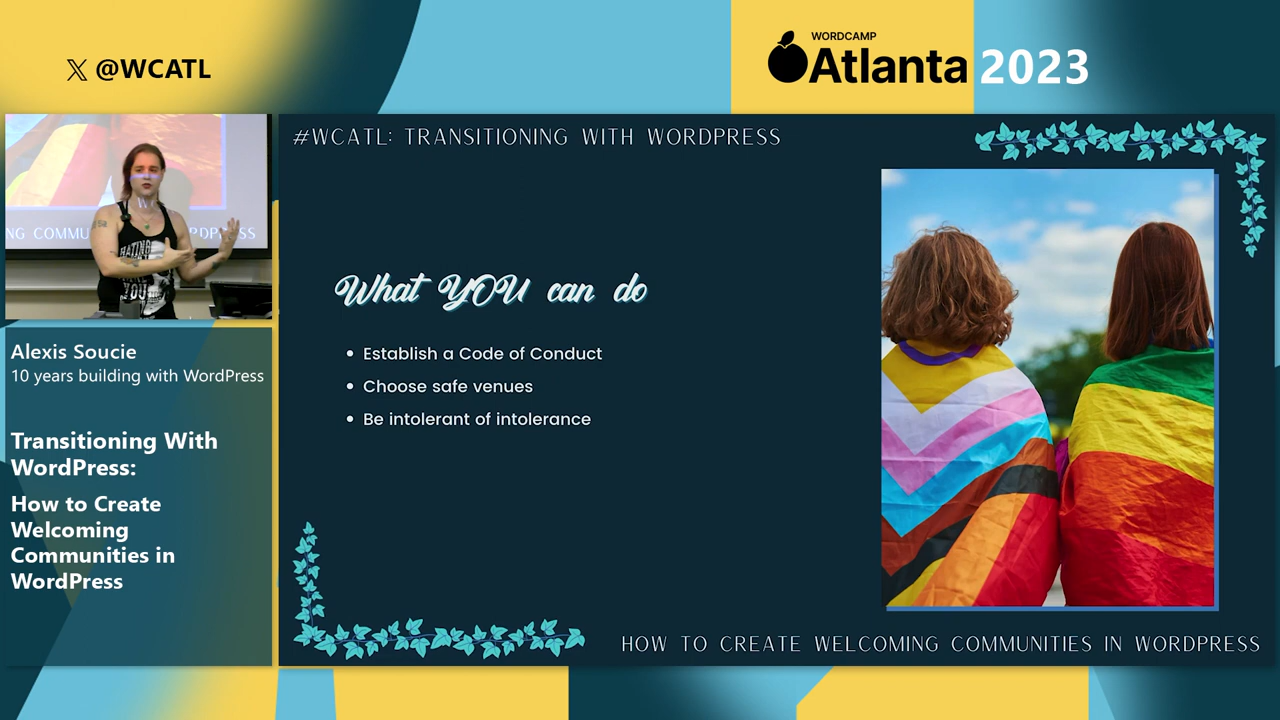 𝕏 @WCATL
WORDCAMP
Atlanta 2023
#WCATL: TRANSITIONING WITH WORDPRESS
What YOU can do
• Establish a Code of Conduct
• Choose safe venues
• Be intolerant of intolerance
HOW TO CREATE WELCOMING COMMUNITIES IN WORDPRESS
Alexis Soucie
10 years building with WordPress
Transitioning With
WordPress:
How to Create
Welcoming
Communities in
WordPress